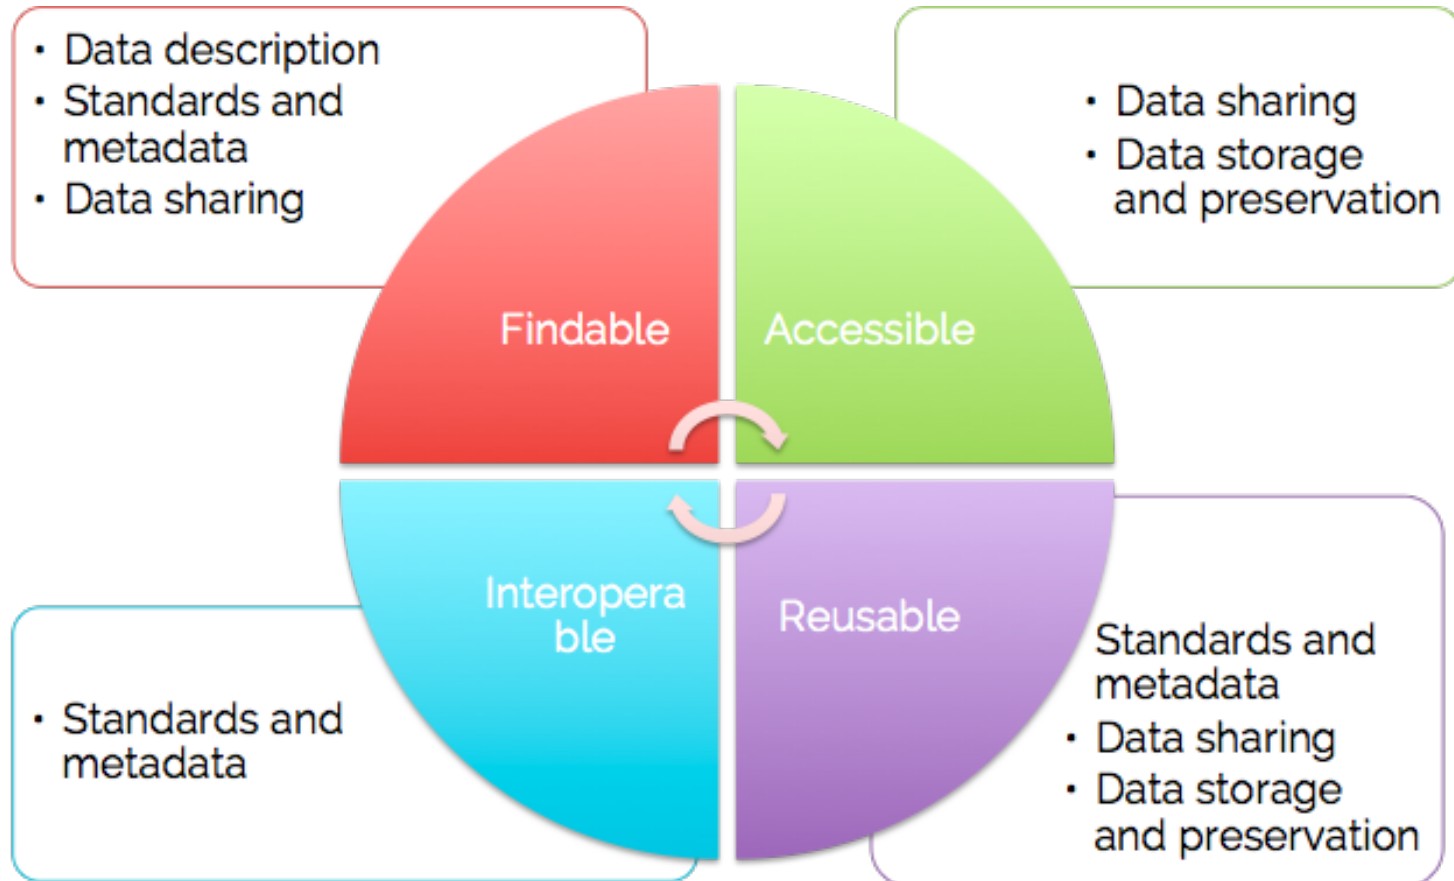 • Data description
• Standards and
metadata
• Data sharing
• Data sharing
• Data storage
and preservation
Findable
Accessible
Interopera
ble
Reusable
• Standards and
metadata
Standards and
metadata
• Data sharing
• Data storage
and preservation